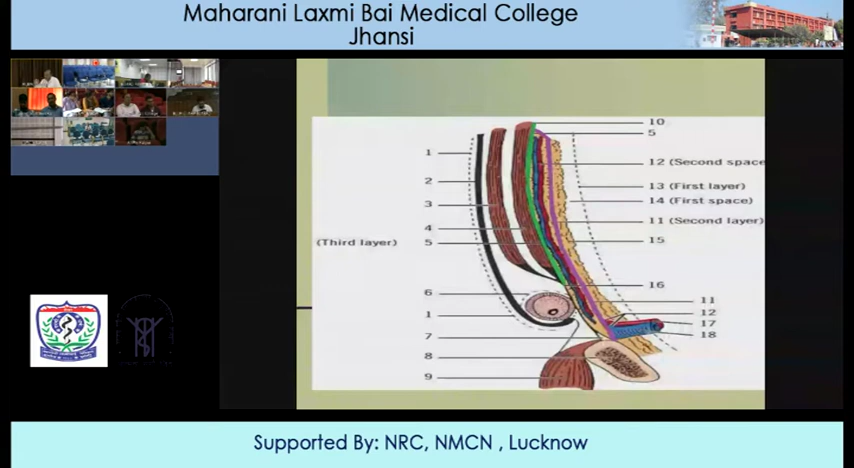 Maharani Laxmi Bai Medical College
Jhansi
10
5
1
12 (Second space
2
13 (First layer)
3
14 (First space)
4
11 (Second layer)
(Third layer)
5
15
16
6
11
1
12
17
7
18
8
9
Supported By: NRC, NMCN , Lucknow